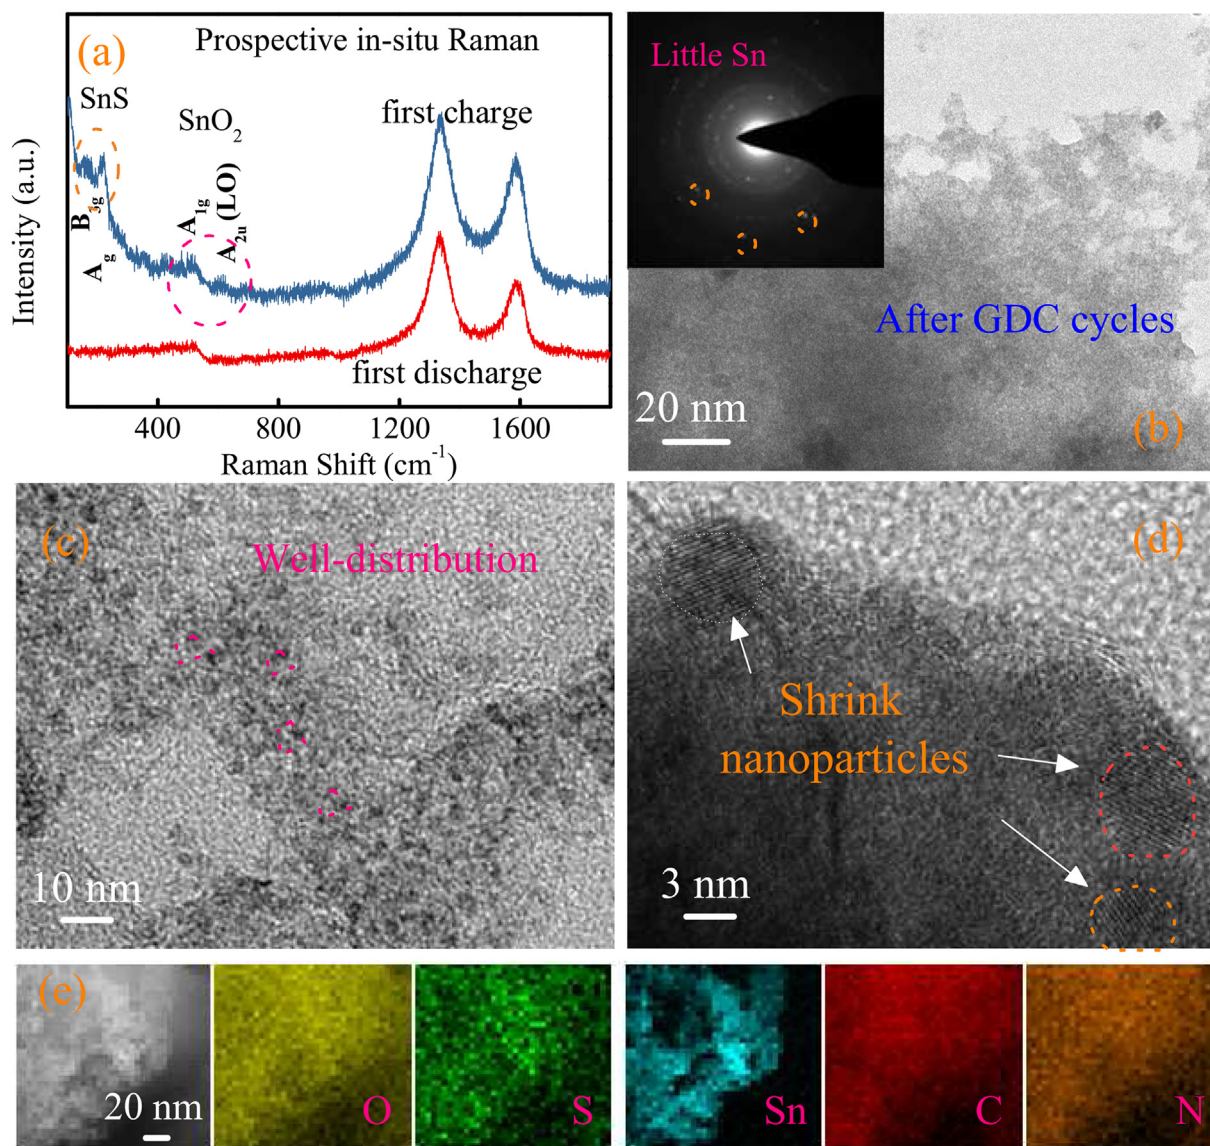 (a)
Prospective in-situ Raman
SnS
SnO₂
first charge
B₃g
A_g
A₁g
A₂u (LO)
first discharge
Intensity (a.u.)
400 800 1200 1600
Raman Shift (cm⁻¹)
Little Sn
After GDC cycles
20 nm
(b)
(c)
Well-distribution
10 nm
(d)
Shrink
nanoparticles
3 nm
(e)
20 nm
O
S
Sn
C
N